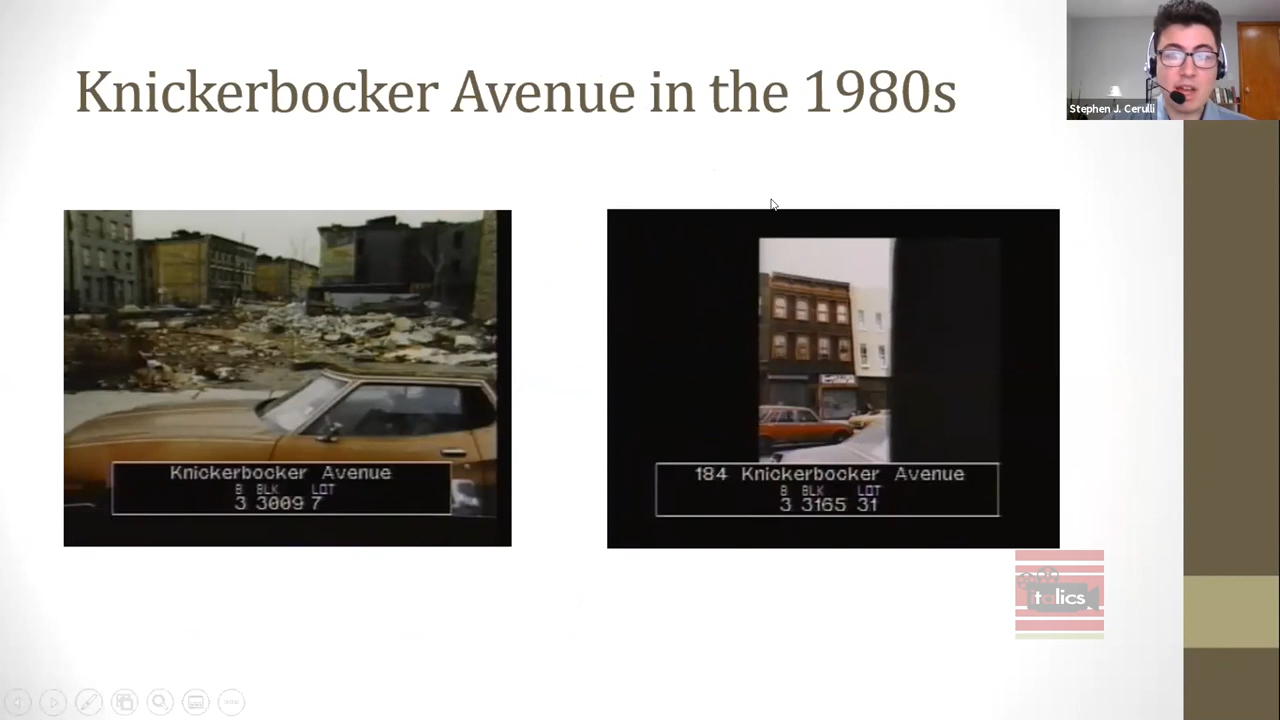 Knickerbocker Avenue in the 1980s
Stephen J. Cerulli
Knickerbocker Avenue
B BLK LOT
3 3009 7
184 Knickerbocker Avenue
B BLK LOT
3 3165 31
italics